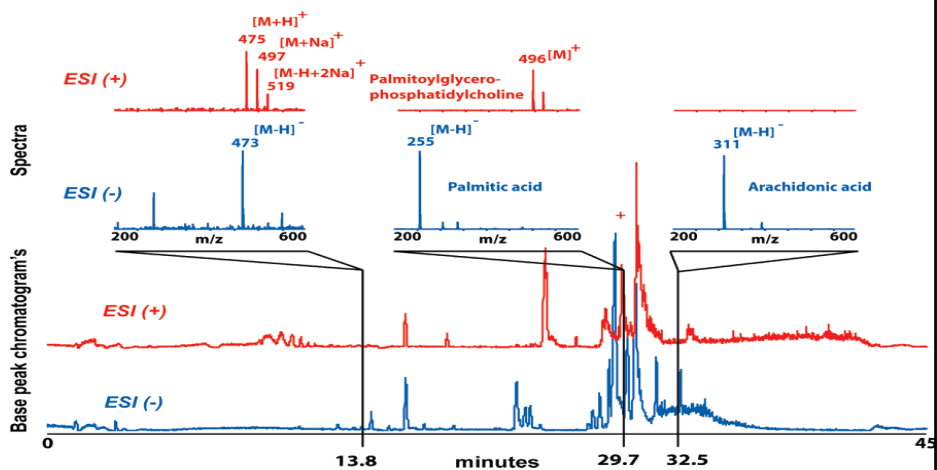 [M+H]+
475 [M+Na]+
497
[M-H+2Na]+
519
ESI (+)
Palmitoylglycero-
phosphatidylcholine
496 [M]+
Spectra
[M-H]-
473
ESI (-)
200 m/z 600
[M-H]-
255
Palmitic acid
200 m/z 600
[M-H]-
311
Arachidonic acid
200 m/z 600
+
Base peak chromatogram's
ESI (+)
ESI (-)
0 13.8 minutes 29.7 32.5 45